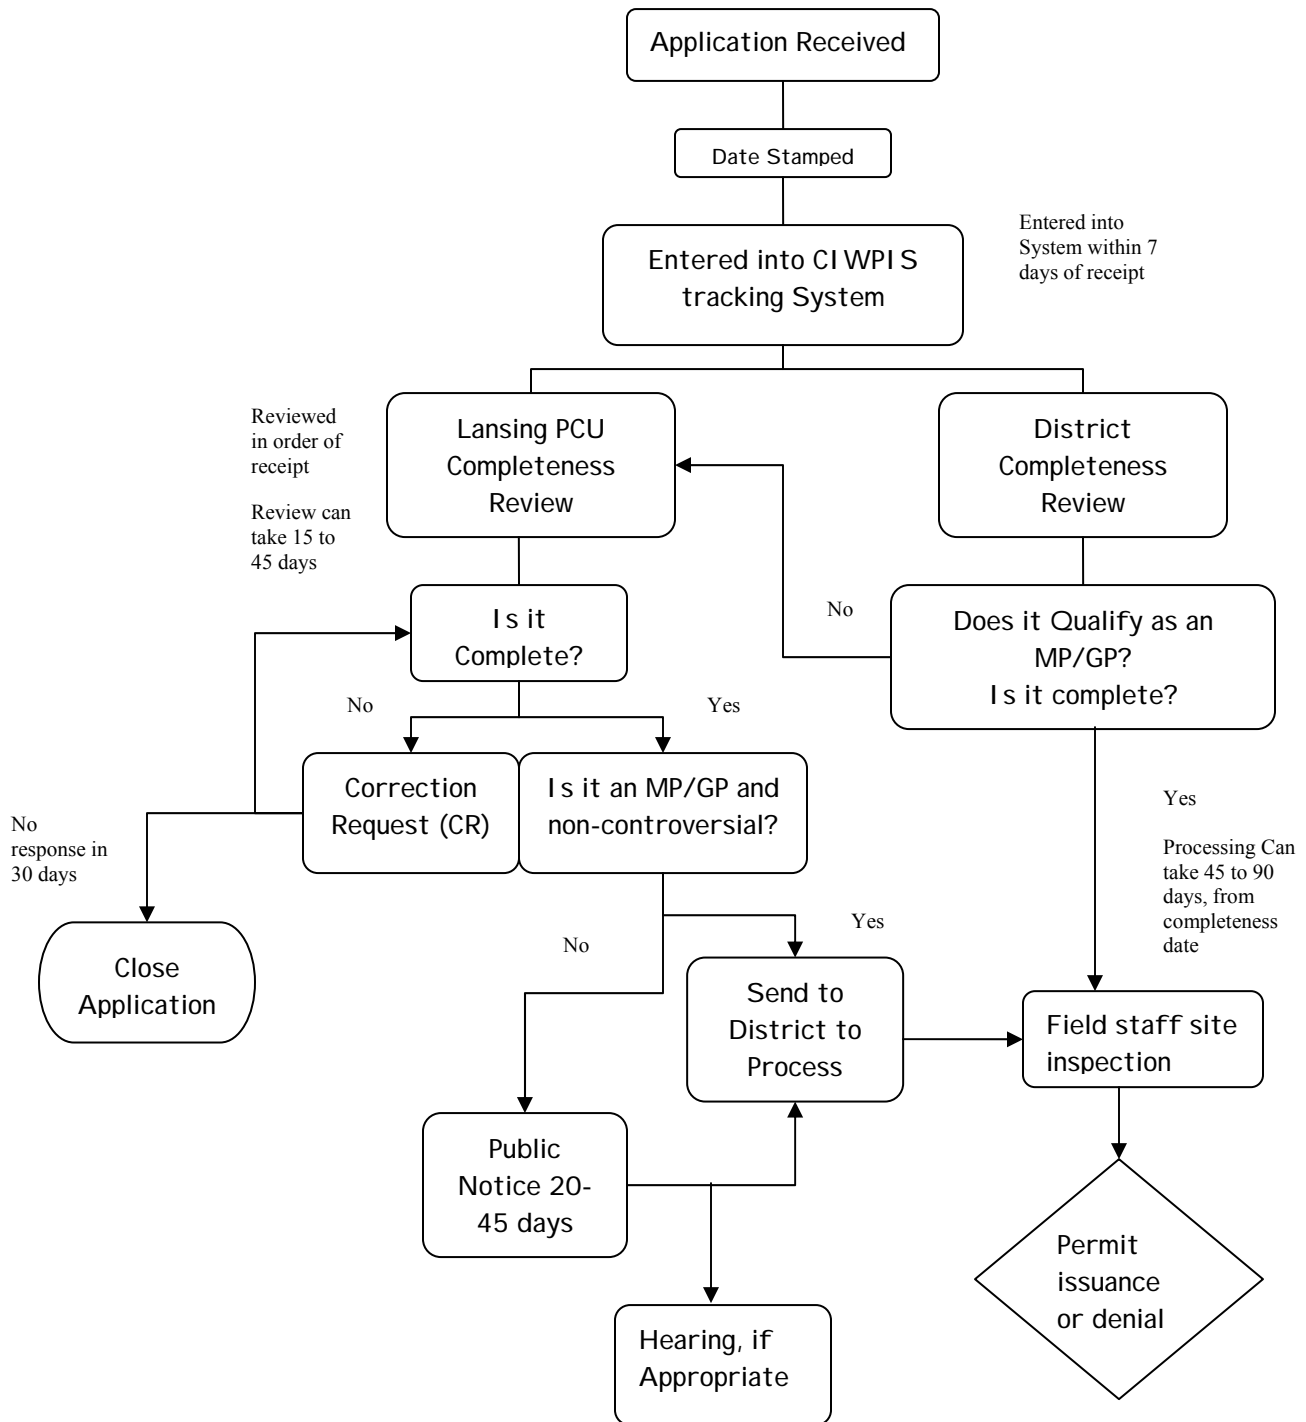 Application Received
Date Stamped
Entered into CIWPIS
tracking System
Entered into
System within 7
days of receipt
Reviewed
in order of
receipt
Review can
take 15 to
45 days
Lansing PCU
Completeness
Review
District
Completeness
Review
Is it
Complete?
No
Does it Qualify as an
MP/GP?
Is it complete?
No
Yes
Correction
Request (CR)
Is it an MP/GP and
non-controversial?
No
response in
30 days
Yes
Processing Can
take 45 to 90
days, from
completeness
date
Close
Application
No
Yes
Send to
District to
Process
Field staff site
inspection
Public
Notice 20-
45 days
Permit
issuance
or denial
Hearing, if
Appropriate